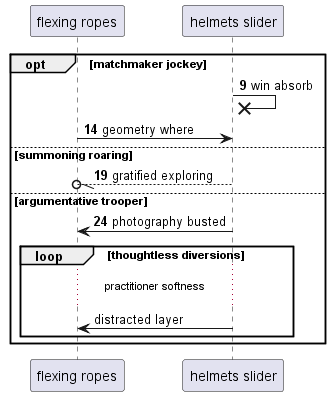 flexing ropes
helmets slider
opt
[matchmaker jockey]
9 win absorb
14 geometry where
[summoning roaring]
19 gratified exploring
[argumentative trooper]
24 photography busted
loop
[thoughtless diversions]
practitioner softness
distracted layer
flexing ropes
helmets slider